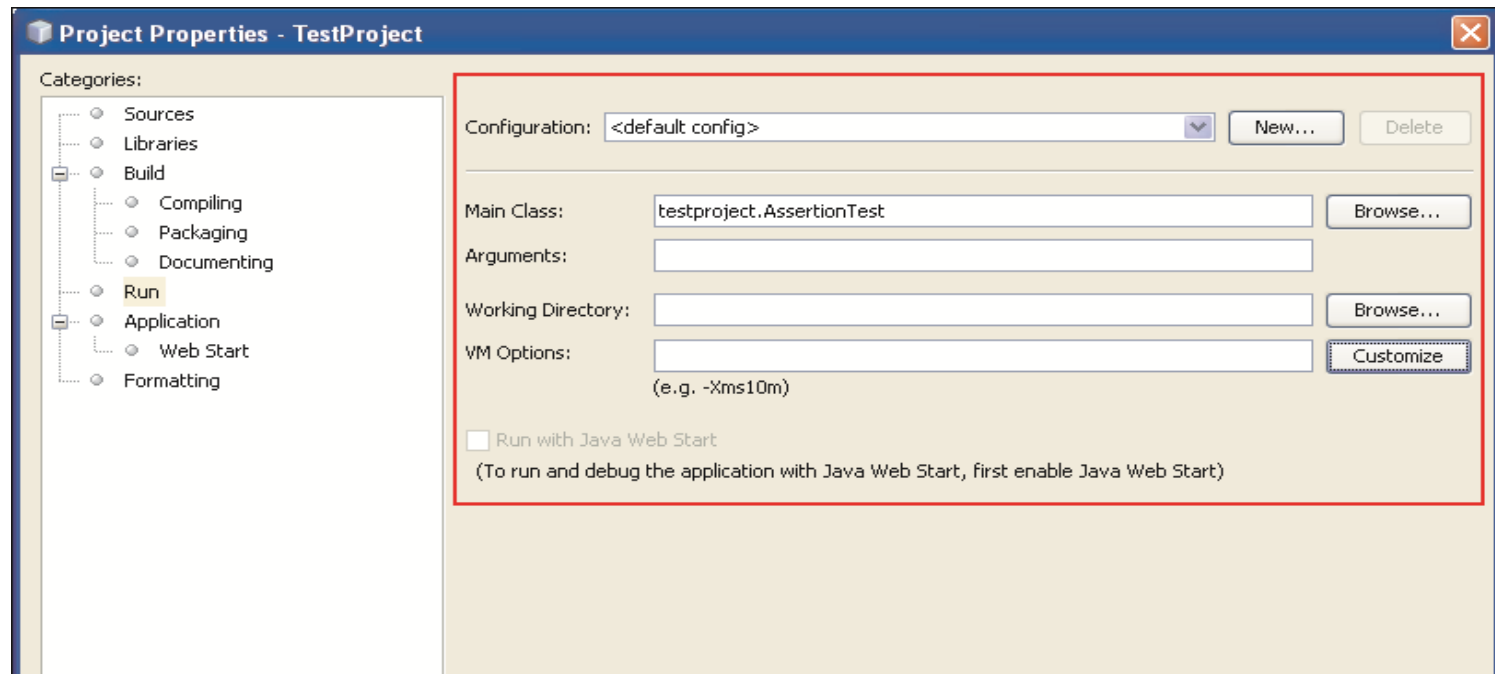 Project Properties - TestProject
Categories:
Sources
Libraries
Build
Compiling
Packaging
Documenting
Run
Application
Web Start
Formatting
Configuration: <default config> New... Delete
Main Class: testproject.AssertionTest Browse...
Arguments:
Working Directory: Browse...
VM Options: Customize
(e.g. -Xms10m)
Run with Java Web Start
(To run and debug the application with Java Web Start, first enable Java Web Start)